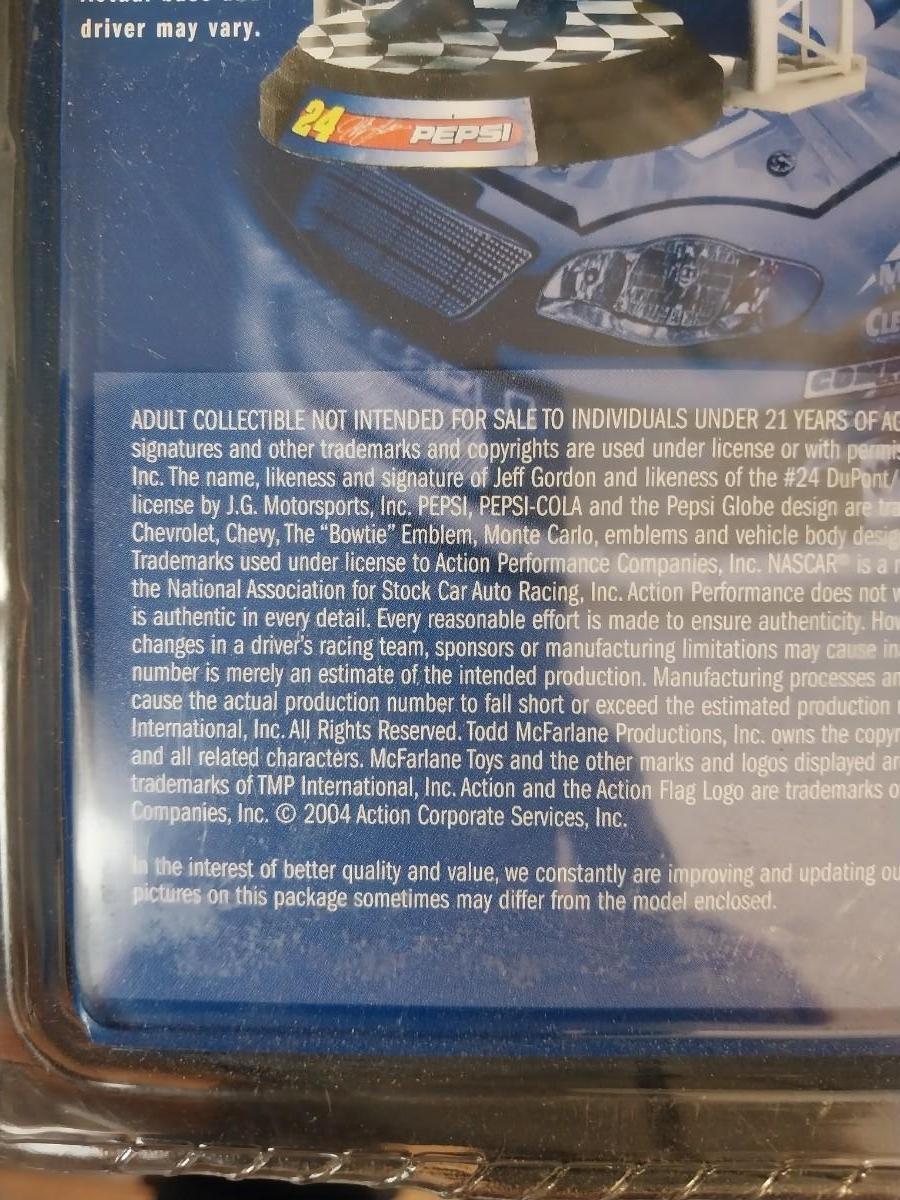 driver may vary.
24 PEPSI
ADULT COLLECTIBLE NOT INTENDED FOR SALE TO INDIVIDUALS UNDER 21 YEARS OF
signatures and other trademarks and copyrights are used under license or with
Inc. The name, likeness and signature of Jeff Gordon and likeness of the #24 DuPont/
license by J.G. Motorsports, Inc. PEPSI, PEPSI-COLA and the Pepsi Globe design are
Chevrolet, Chevy, The “Bowtie” Emblem, Monte Carlo, emblems and vehicle body
Trademarks used under license to Action Performance Companies, Inc. NASCAR® is a
the National Association for Stock Car Auto Racing, Inc. Action Performance does not
is authentic in every detail. Every reasonable effort is made to ensure authenticity.
changes in a driver's racing team, sponsors or manufacturing limitations may cause
number is merely an estimate of the intended production. Manufacturing processes
cause the actual production number to fall short or exceed the estimated production
International, Inc. All Rights Reserved. Todd McFarlane Productions, Inc. owns the
and all related characters. McFarlane Toys and the other marks and logos displayed
trademarks of TMP International, Inc. Action and the Action Flag Logo are trademarks
Companies, Inc. © 2004 Action Corporate Services, Inc.
In the interest of better quality and value, we constantly are improving and updating
pictures on this package sometimes may differ from the model enclosed.